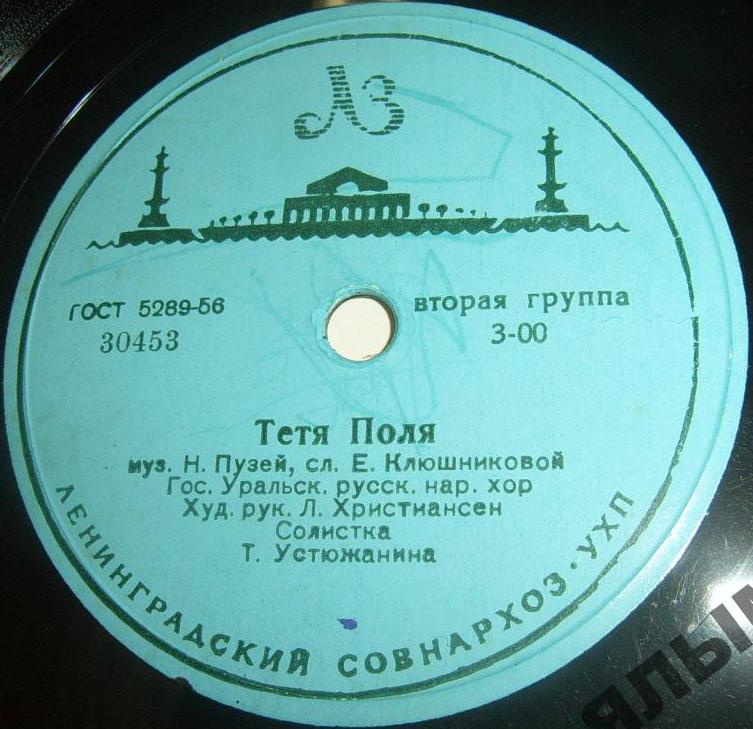 ЛЗ
ГОСТ 5289-56
30453
вторая группа
3-00
Тетя Поля
муз. Н. Пузей, сл. Е. Клюшниковой
Гос. Уральск. русск. нар. хор
Худ. рук. Л. Христиансен
Солистка
Т. Устюжанина
ЛЕНИНГРАДСКИЙ СОВНАРХОЗ · УХП